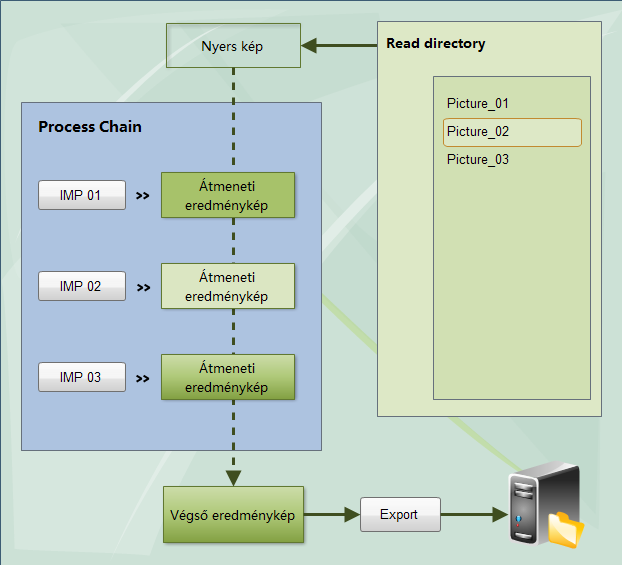 Nyers kép
Read directory
Picture_01
Picture_02
Picture_03
Process Chain
IMP 01
>>
Átmeneti
eredménykép
IMP 02
>>
Átmeneti
eredménykép
IMP 03
>>
Átmeneti
eredménykép
Végső eredménykép
Export